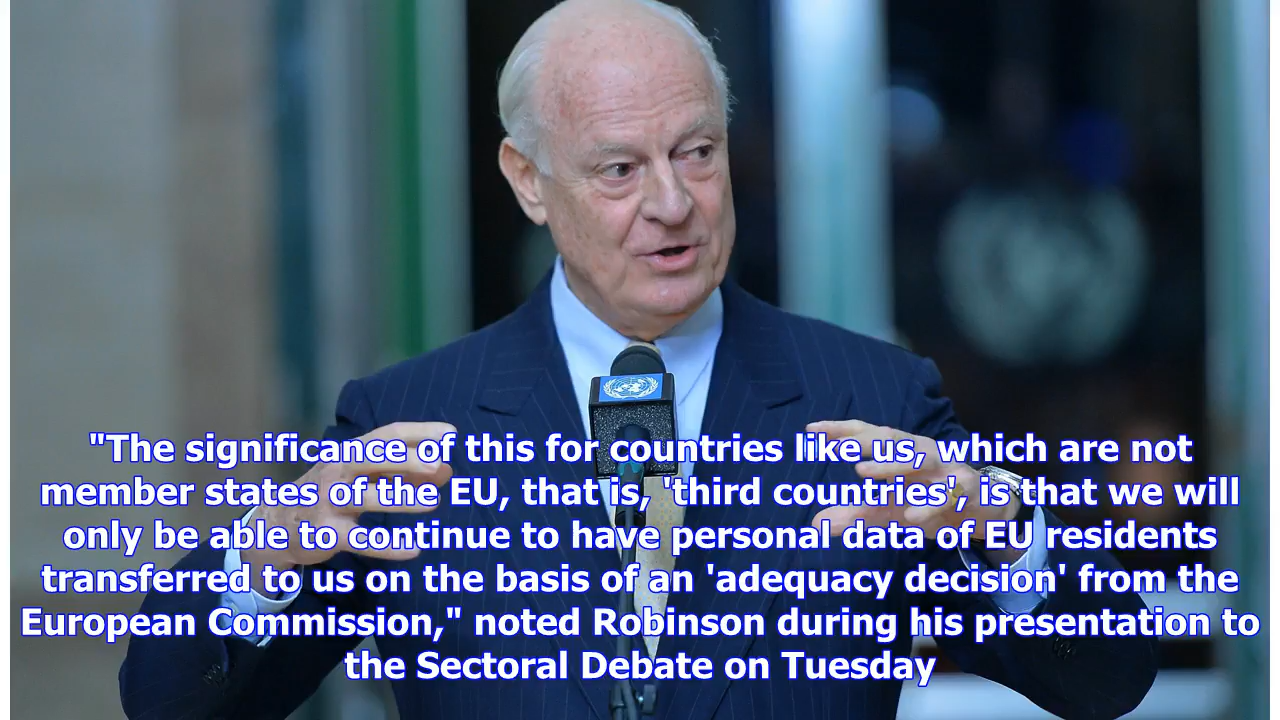 "The significance of this for countries like us, which are not
member states of the EU, that is, 'third countries', is that we will
only be able to continue to have personal data of EU residents
transferred to us on the basis of an 'adequacy decision' from the
European Commission," noted Robinson during his presentation to
the Sectoral Debate on Tuesday